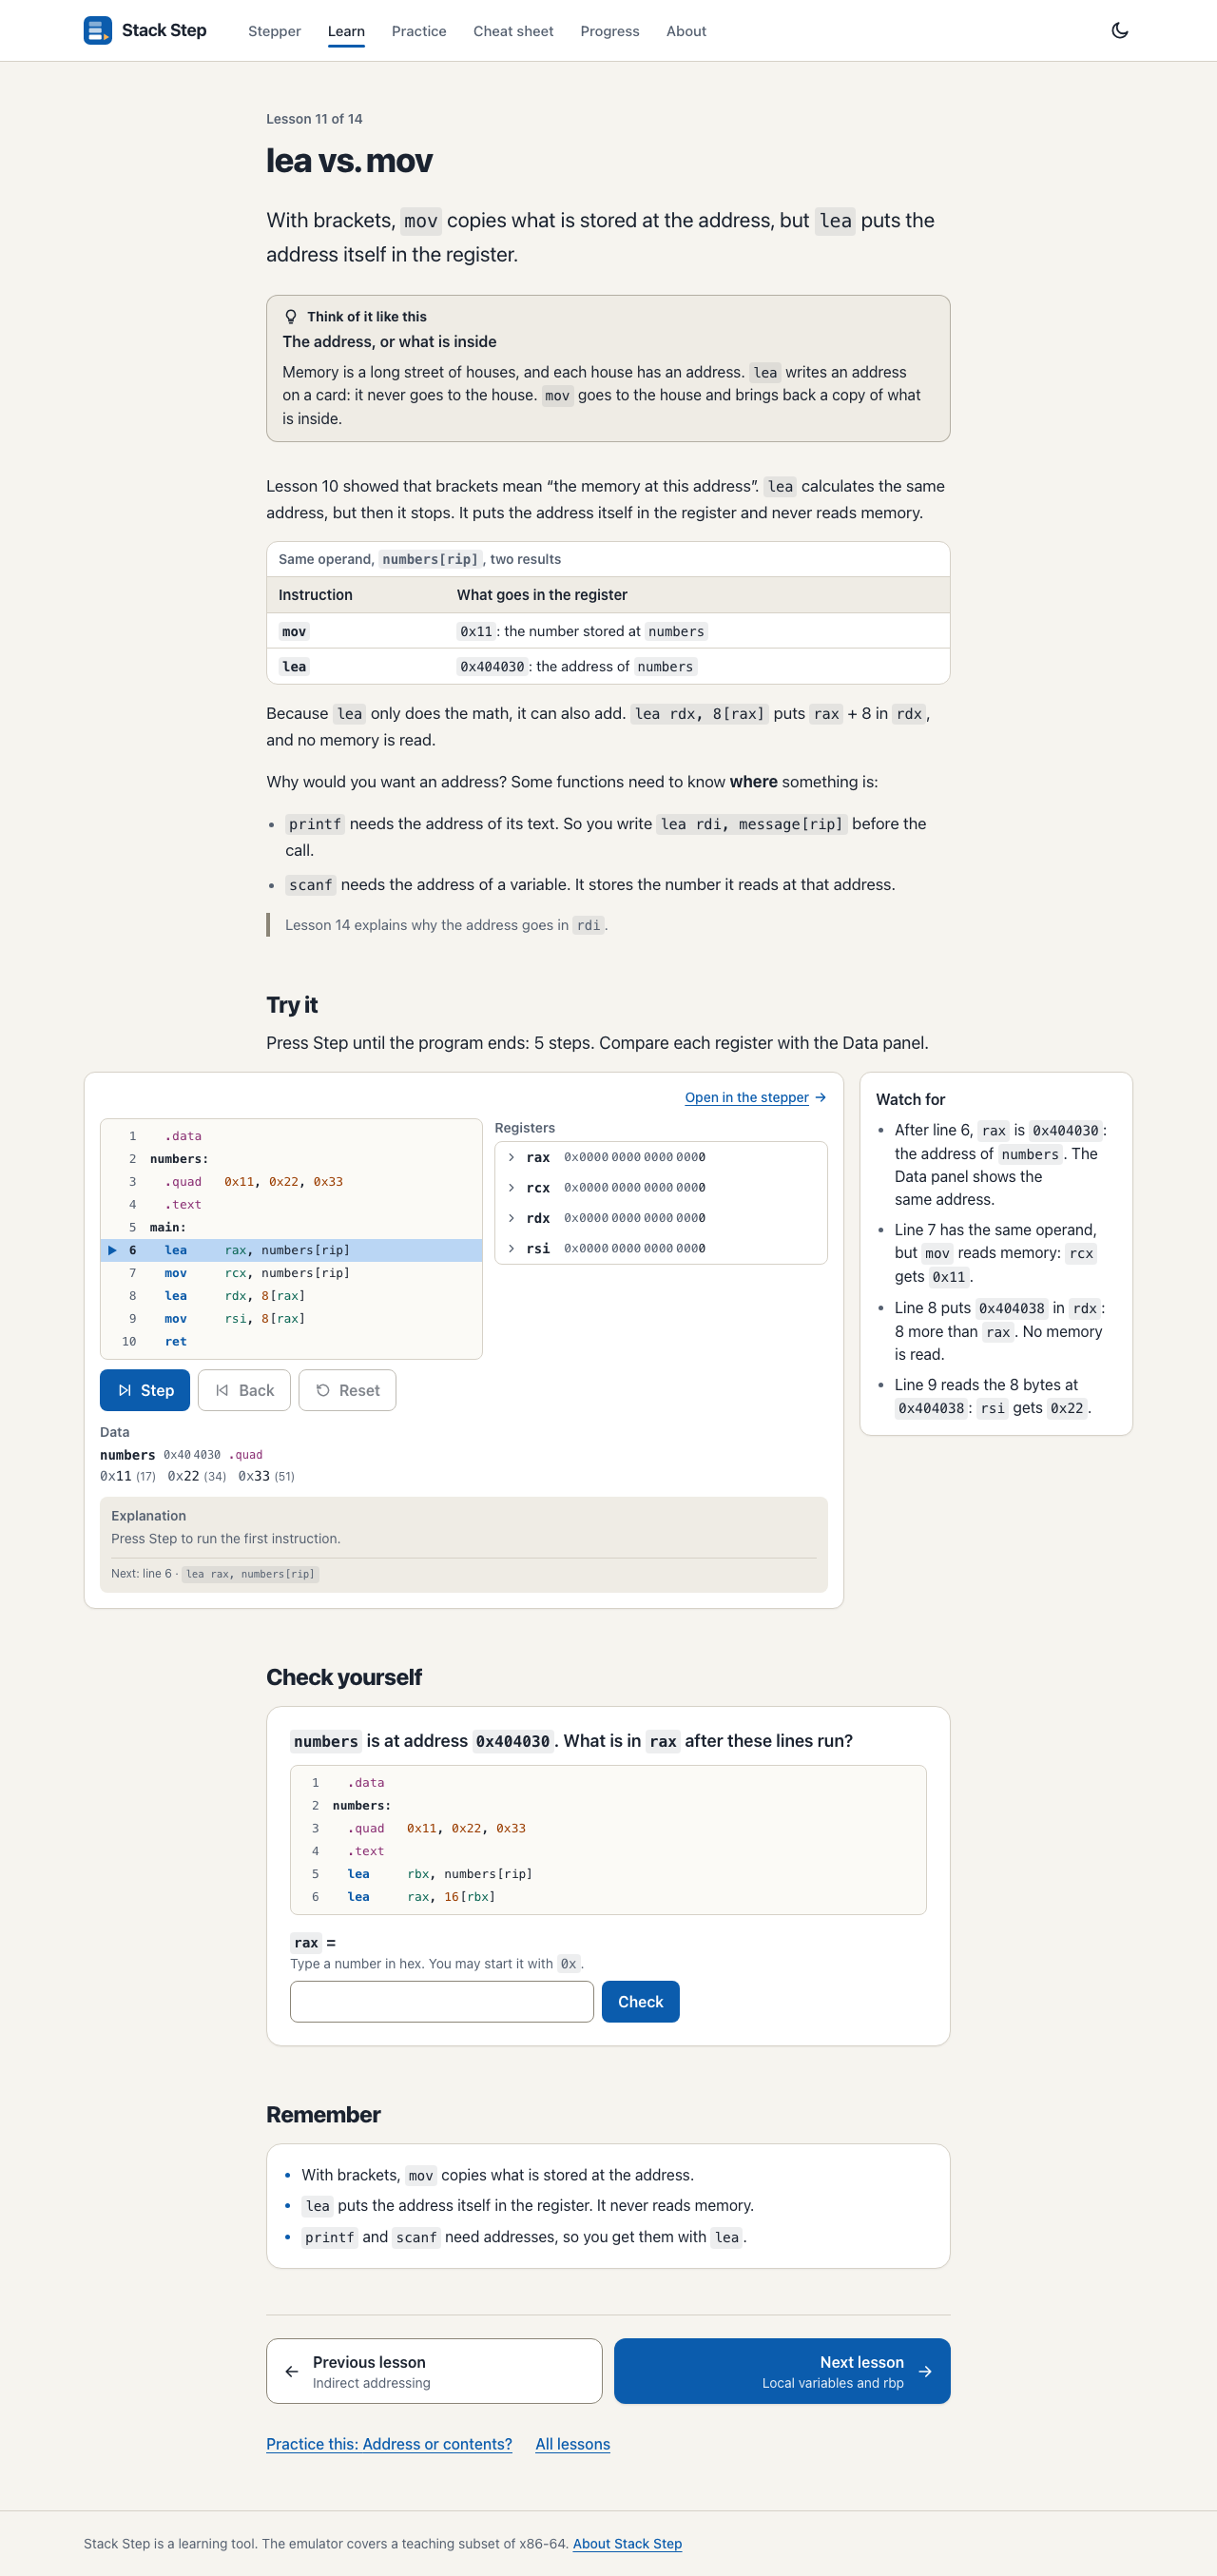 Stack Step
Stepper
Learn
Practice
Cheat sheet
Progress
About
Lesson 11 of 14
lea vs. mov
With brackets, mov copies what is stored at the address, but lea puts the
address itself in the register.
Think of it like this
The address, or what is inside
Memory is a long street of houses, and each house has an address. lea writes an address
on a card: it never goes to the house. mov goes to the house and brings back a copy of what
is inside.
Lesson 10 showed that brackets mean “the memory at this address”. lea calculates the same
address, but then it stops. It puts the address itself in the register and never reads memory.
Same operand, numbers[rip], two results
Instruction What goes in the register
mov 0x11: the number stored at numbers
lea 0x404030: the address of numbers
Because lea only does the math, it can also add. lea rdx, 8[rax] puts rax + 8 in rdx,
and no memory is read.
Why would you want an address? Some functions need to know where something is:
• printf needs the address of its text. So you write lea rdi, message[rip] before the
call.
• scanf needs the address of a variable. It stores the number it reads at that address.
Lesson 14 explains why the address goes in rdi.
Try it
Press Step until the program ends: 5 steps. Compare each register with the Data panel.
Open in the stepper →
1 .data
2 numbers:
3 .quad 0x11, 0x22, 0x33
4 .text
5 main:
6 lea rax, numbers[rip]
7 mov rcx, numbers[rip]
8 lea rdx, 8[rax]
9 mov rsi, 8[rax]
10 ret
Registers
rax 0x0000 0000 0000 0000
rcx 0x0000 0000 0000 0000
rdx 0x0000 0000 0000 0000
rsi 0x0000 0000 0000 0000
Step
Back
Reset
Data
numbers 0x40 4030 .quad
0x11 (17) 0x22 (34) 0x33 (51)
Explanation
Press Step to run the first instruction.
Next: line 6 · lea rax, numbers[rip]
Watch for
• After line 6, rax is 0x404030:
the address of numbers. The
Data panel shows the
same address.
• Line 7 has the same operand,
but mov reads memory: rcx
gets 0x11.
• Line 8 puts 0x404038 in rdx:
8 more than rax. No memory
is read.
• Line 9 reads the 8 bytes at
0x404038: rsi gets 0x22.
Check yourself
numbers is at address 0x404030. What is in rax after these lines run?
1 .data
2 numbers:
3 .quad 0x11, 0x22, 0x33
4 .text
5 lea rbx, numbers[rip]
6 lea rax, 16[rbx]
rax =
Type a number in hex. You may start it with 0x.
Check
Remember
• With brackets, mov copies what is stored at the address.
• lea puts the address itself in the register. It never reads memory.
• printf and scanf need addresses, so you get them with lea.
← Previous lesson
Indirect addressing
Next lesson →
Local variables and rbp
Practice this: Address or contents?
All lessons
Stack Step is a learning tool. The emulator covers a teaching subset of x86-64. About Stack Step